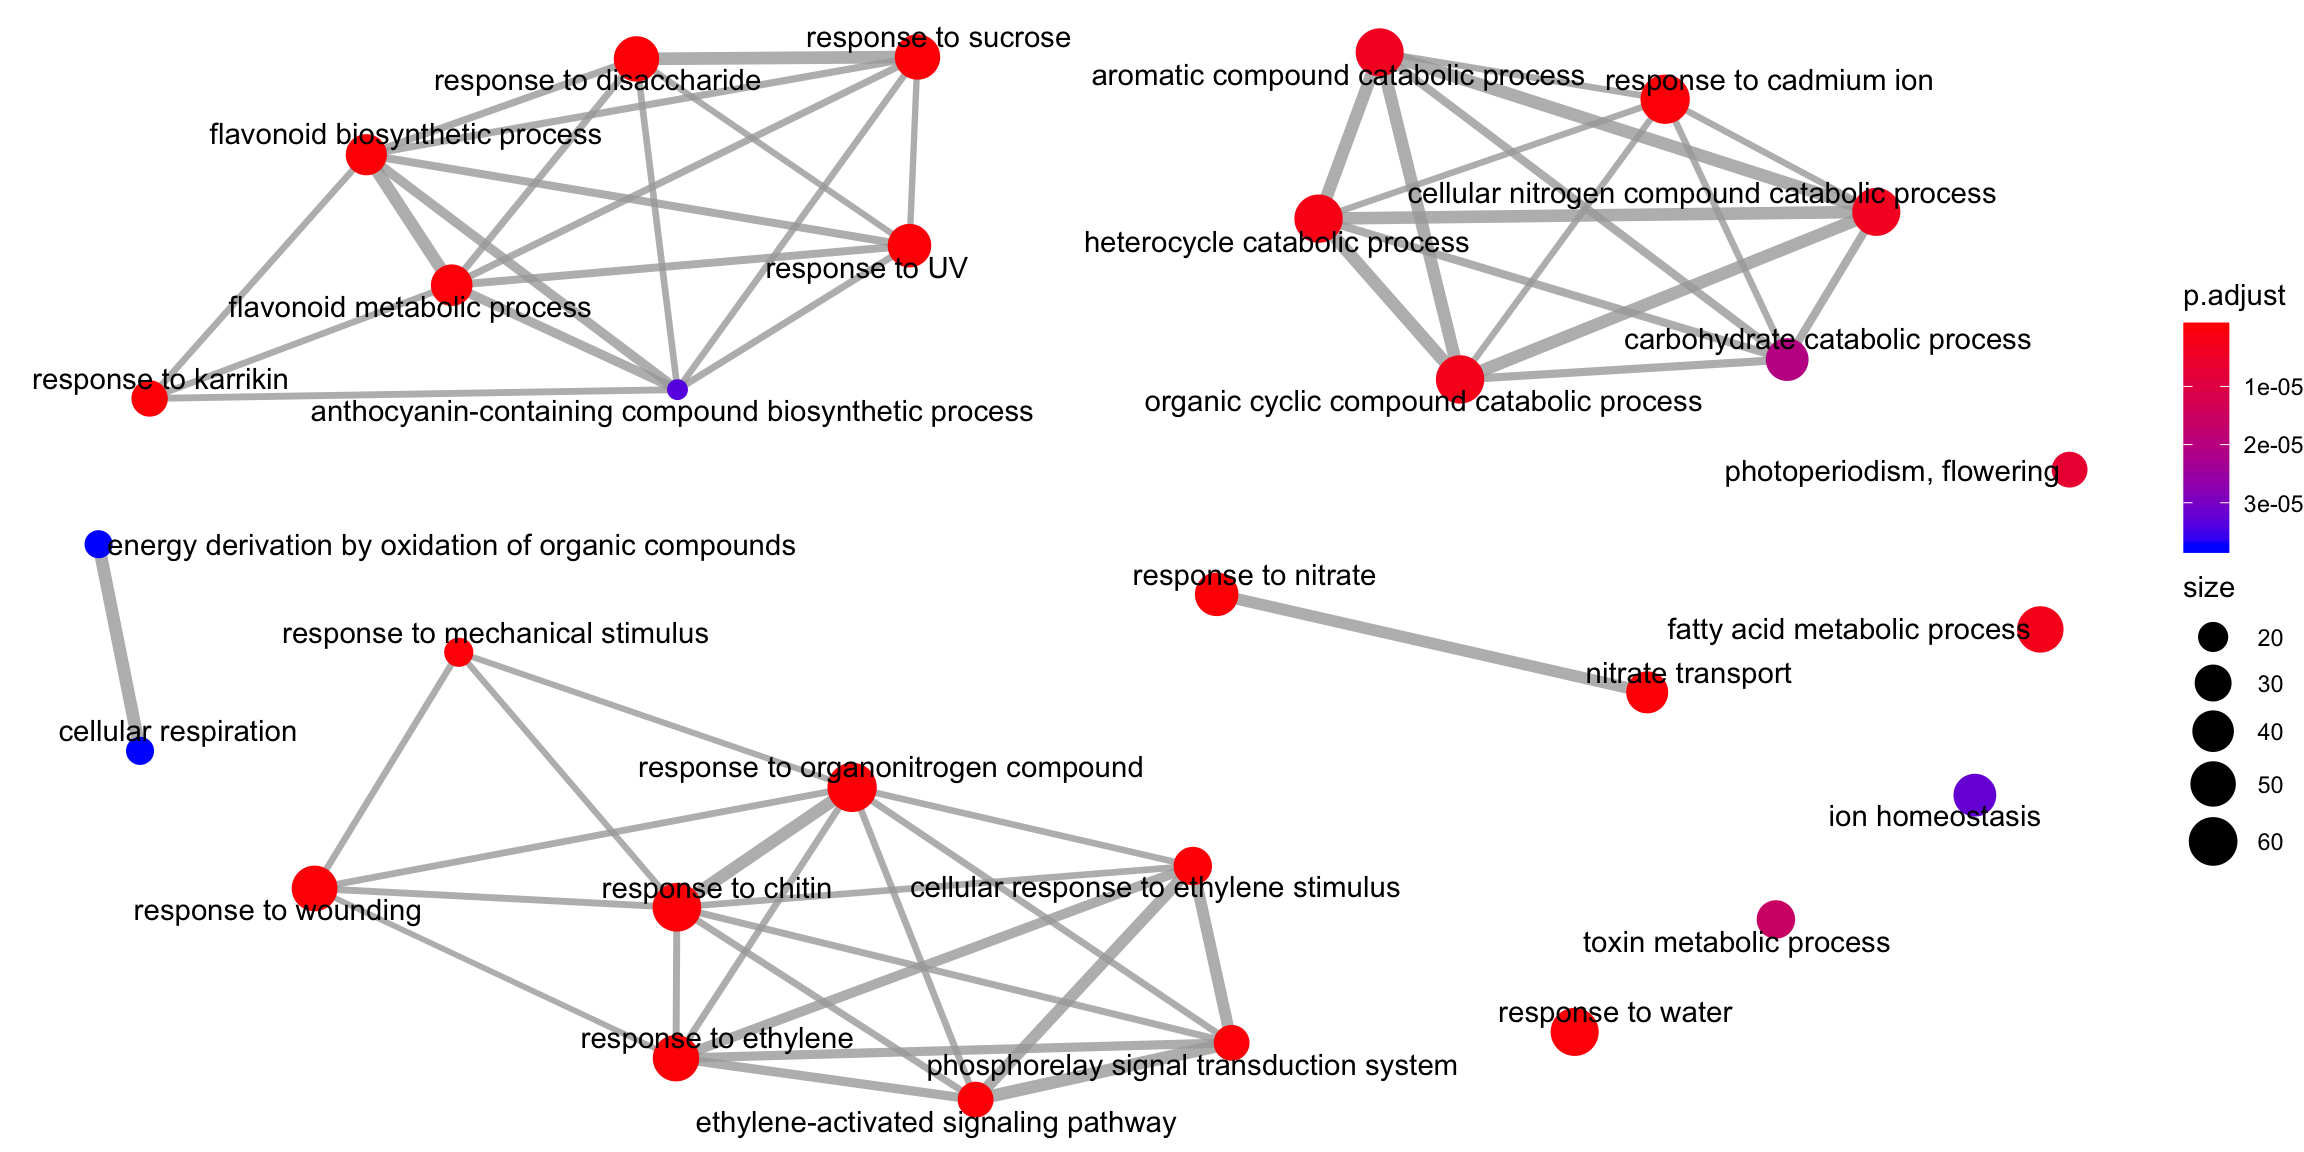 response to sucrose
response to disaccharide
aromatic compound catabolic process
response to cadmium ion
flavonoid biosynthetic process
cellular nitrogen compound catabolic process
heterocycle catabolic process
response to UV
flavonoid metabolic process
carbohydrate catabolic process
response to karrikin
organic cyclic compound catabolic process
anthocyanin-containing compound biosynthetic process
photoperiodism, flowering
energy derivation by oxidation of organic compounds
response to nitrate
response to mechanical stimulus
fatty acid metabolic process
nitrate transport
cellular respiration
response to organonitrogen compound
ion homeostasis
response to chitin
cellular response to ethylene stimulus
response to wounding
toxin metabolic process
response to water
response to ethylene
phosphorelay signal transduction system
ethylene-activated signaling pathway
p.adjust
1e-05
2e-05
3e-05
size
20
30
40
50
60